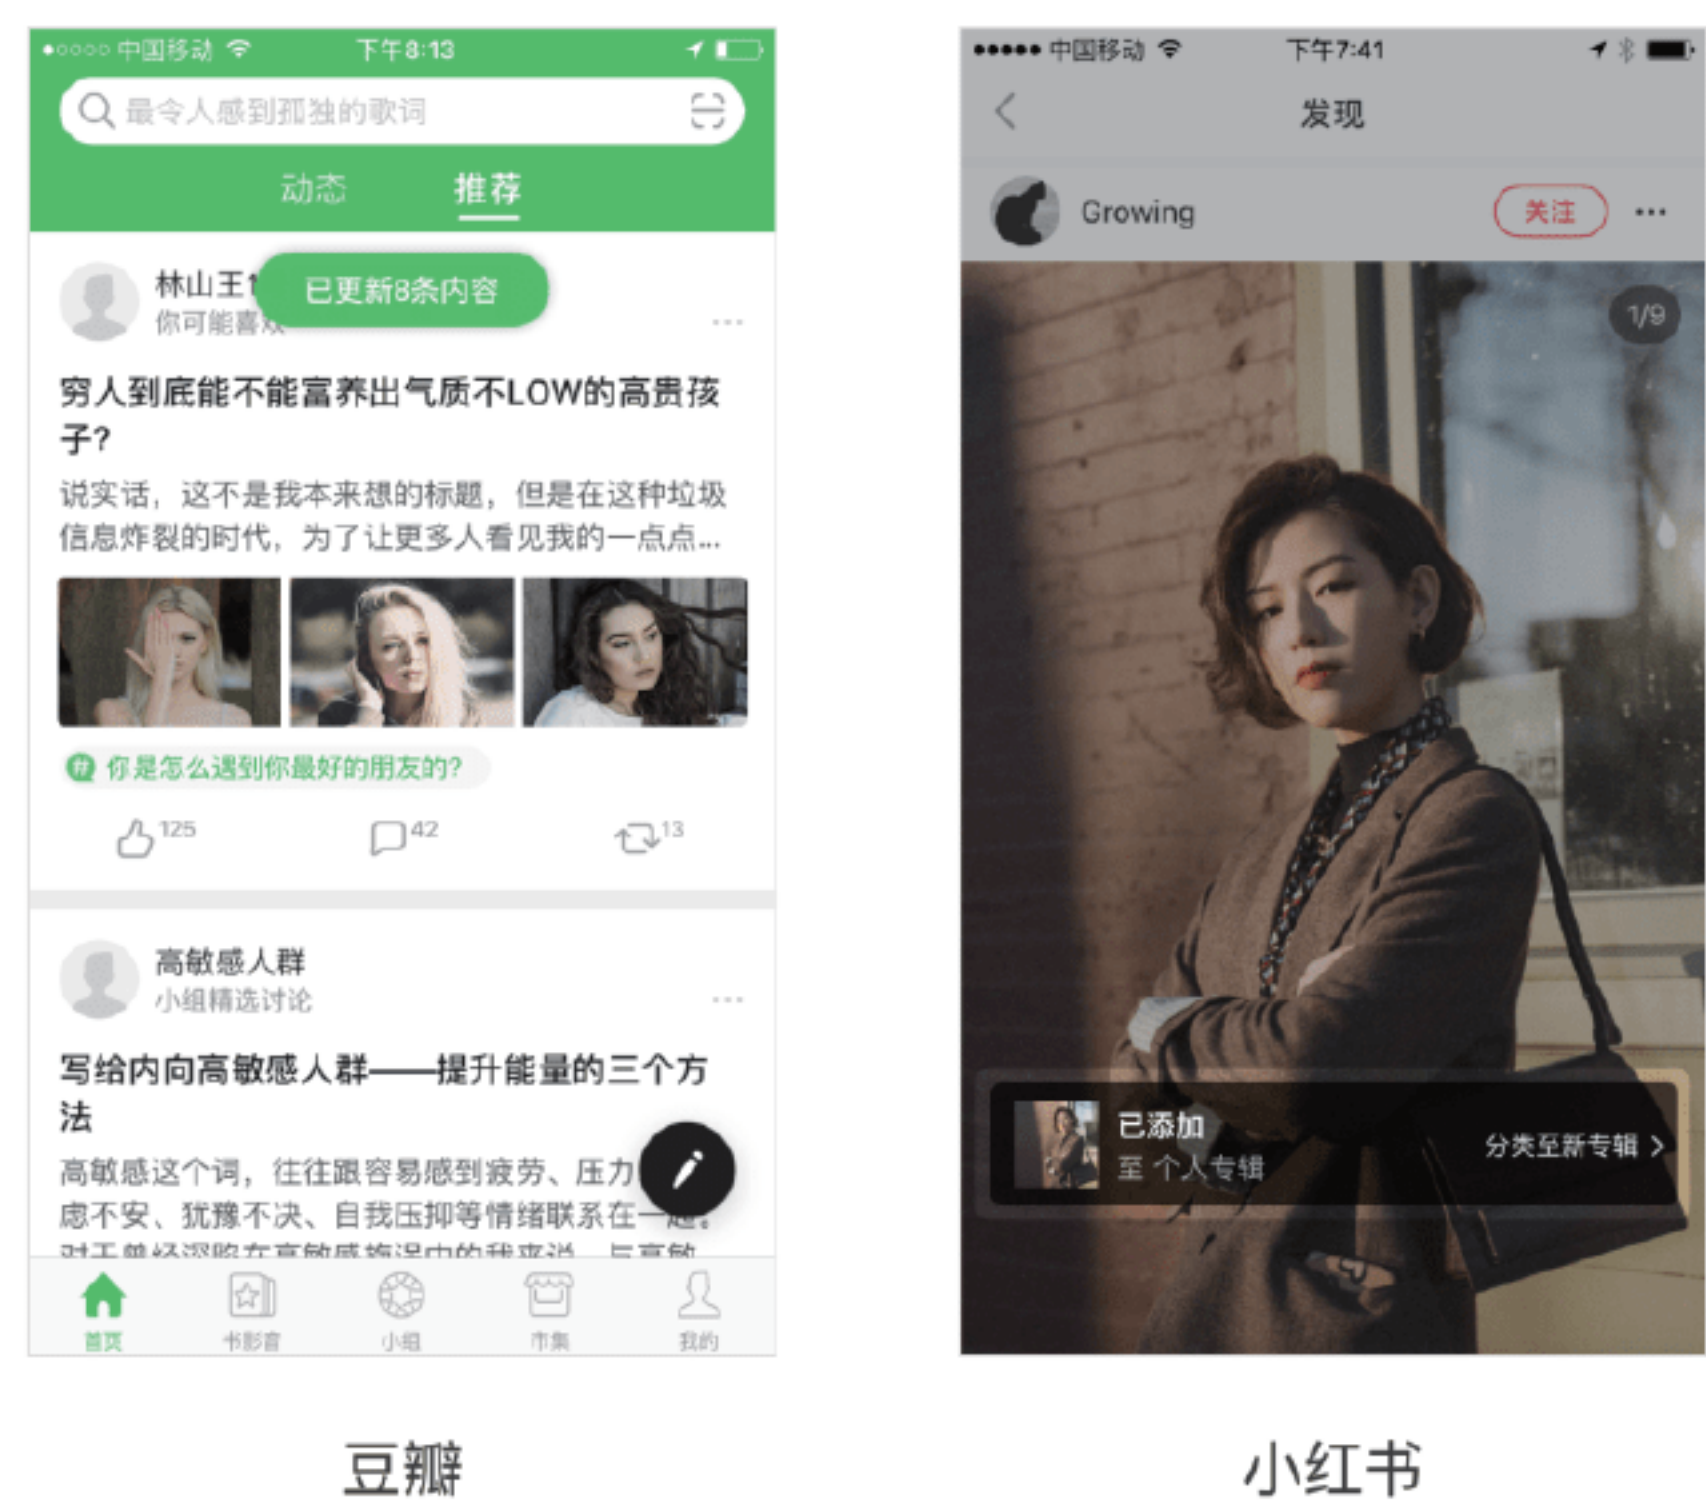 中国移动 下午8:13
最令人感到孤独的歌词
动态 推荐
已更新8条内容
林山王
你可能喜欢
穷人到底能不能富养出气质不LOW的高贵孩
子?
说实话，这不是我本来想的标题，但是在这种垃圾
信息炸裂的时代，为了让更多人看见我的一点点...
你是怎么遇到你最好的朋友的?
125 42 13
高敏感人群
小组精选讨论
写给内向高敏感人群——提升能量的三个方
法
高敏感这个词，往往跟容易感到疲劳、压力
虑不安、犹豫不决、自我压抑等情绪联系在一起。
首页 书影音 小组 市集 我的
豆瓣
中国移动 下午7:41
发现
Growing 关注
1/9
已添加
至 个人专辑
分类至新专辑
小红书